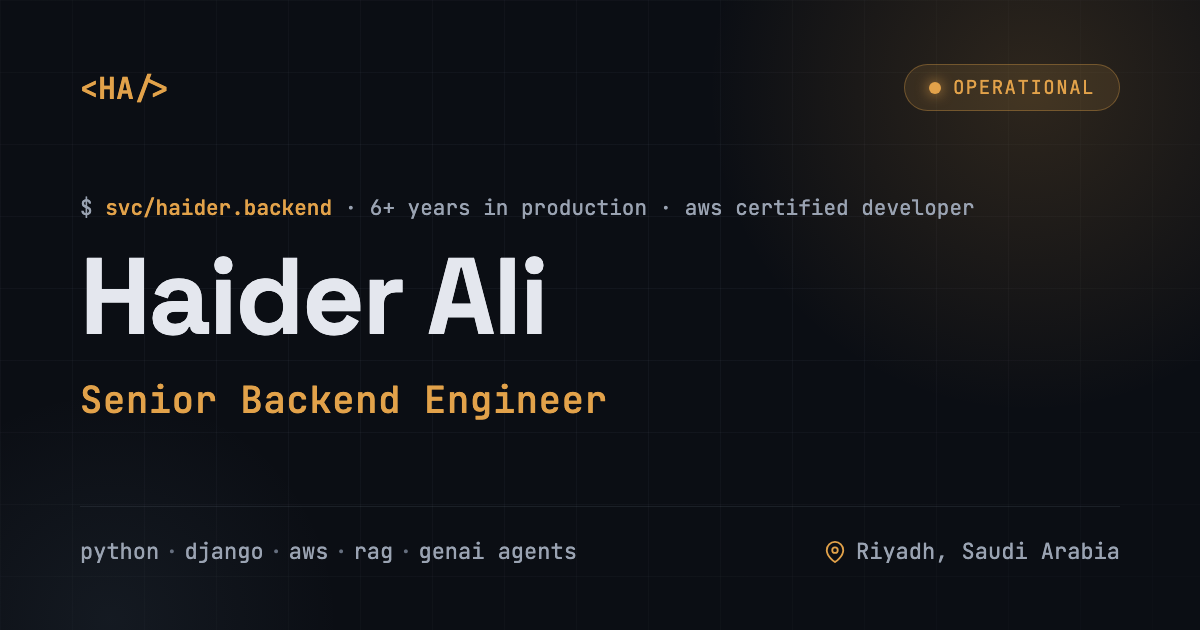 <HA/>
OPERATIONAL
$ svc/haider.backend · 6+ years in production · aws certified developer
Haider Ali
Senior Backend Engineer
python · django · aws · rag · genai agents
Riyadh, Saudi Arabia